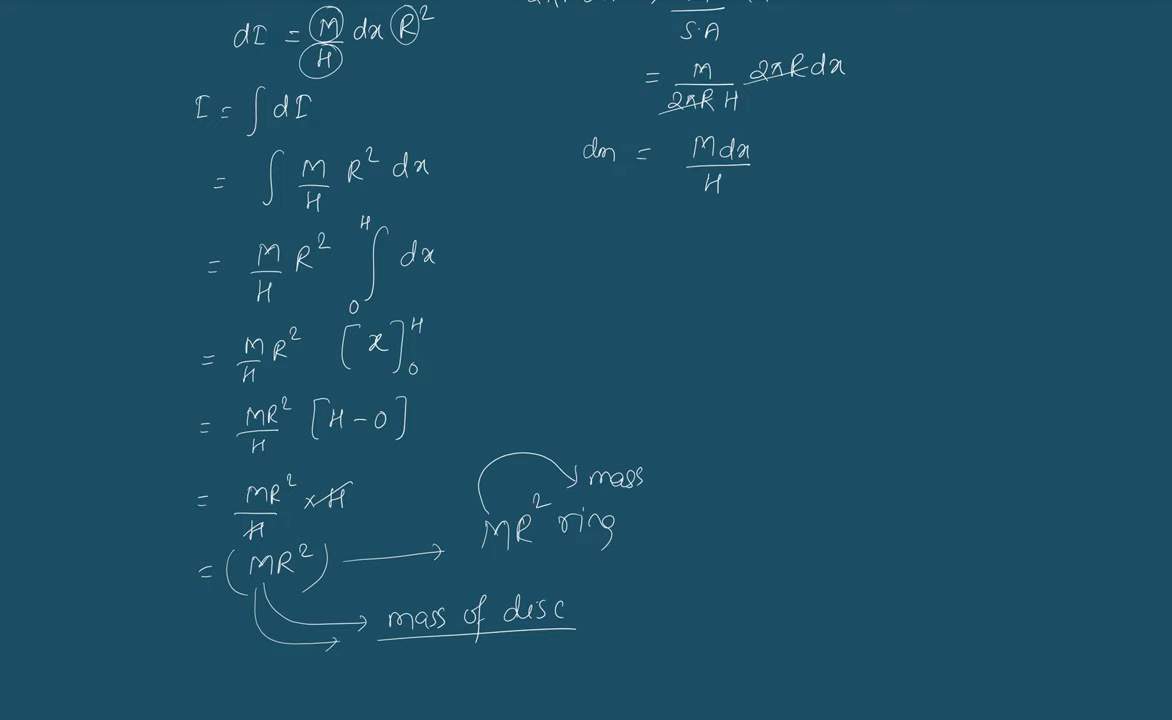 dI = M/H dx R²
I = ∫ dI
= ∫ M/H R² dx
= M/H R² ∫₀ᴴ dx
= M/H R² [x]₀ᴴ
= MR²/H [H - 0]
= MR²/H × H
= (MR²)
S.A
= M/2πRH 2πR dx
dm = Mdx/H
mass
MR² ring
mass of disc